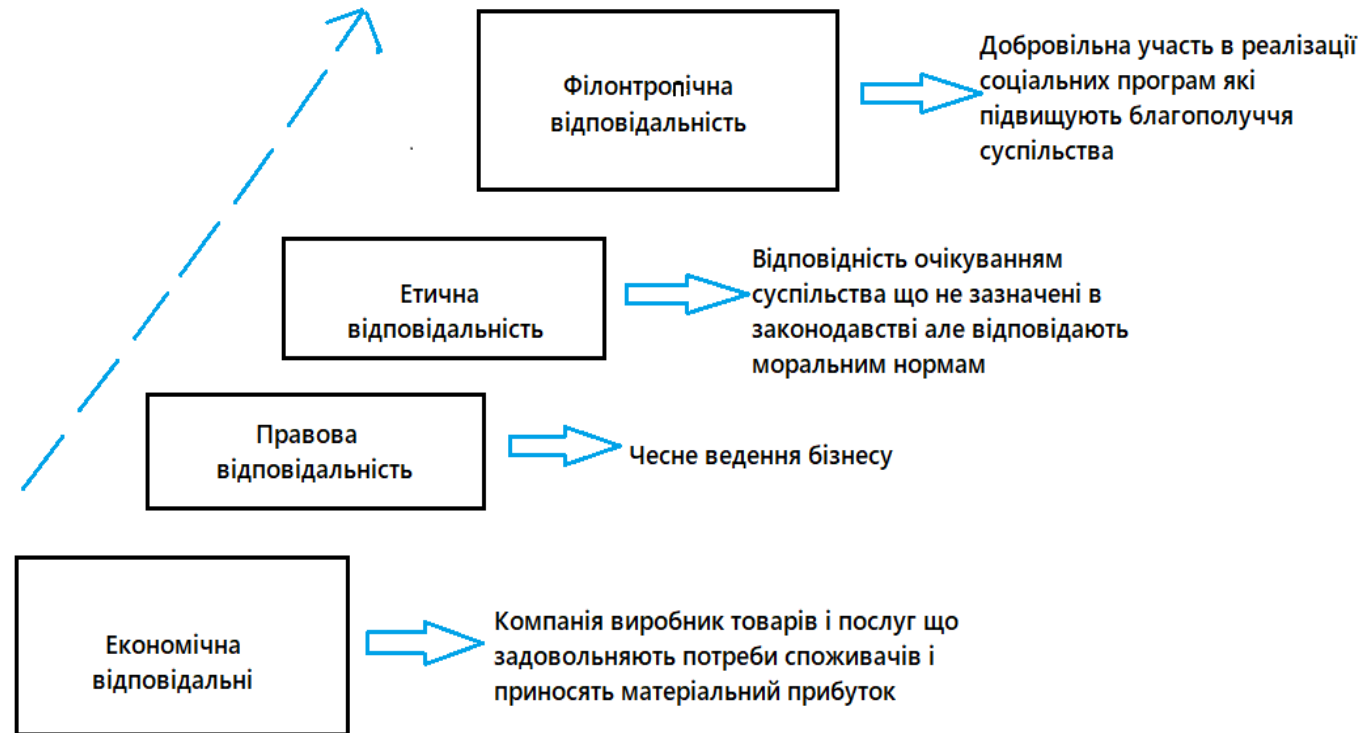 Філонтропічна
відповідальність
Добровільна участь в реалізації
соціальних програм які
підвищують благополуччя
суспільства
Етична
відповідальність
Відповідність очікуванням
суспільства що не зазначені в
законодавстві але відповідають
моральним нормам
Правова
відповідальність
Чесне ведення бізнесу
Економічна
відповідальні
Компанія виробник товарів і послуг що
задовольняють потреби споживачів і
приносять матеріальний прибуток